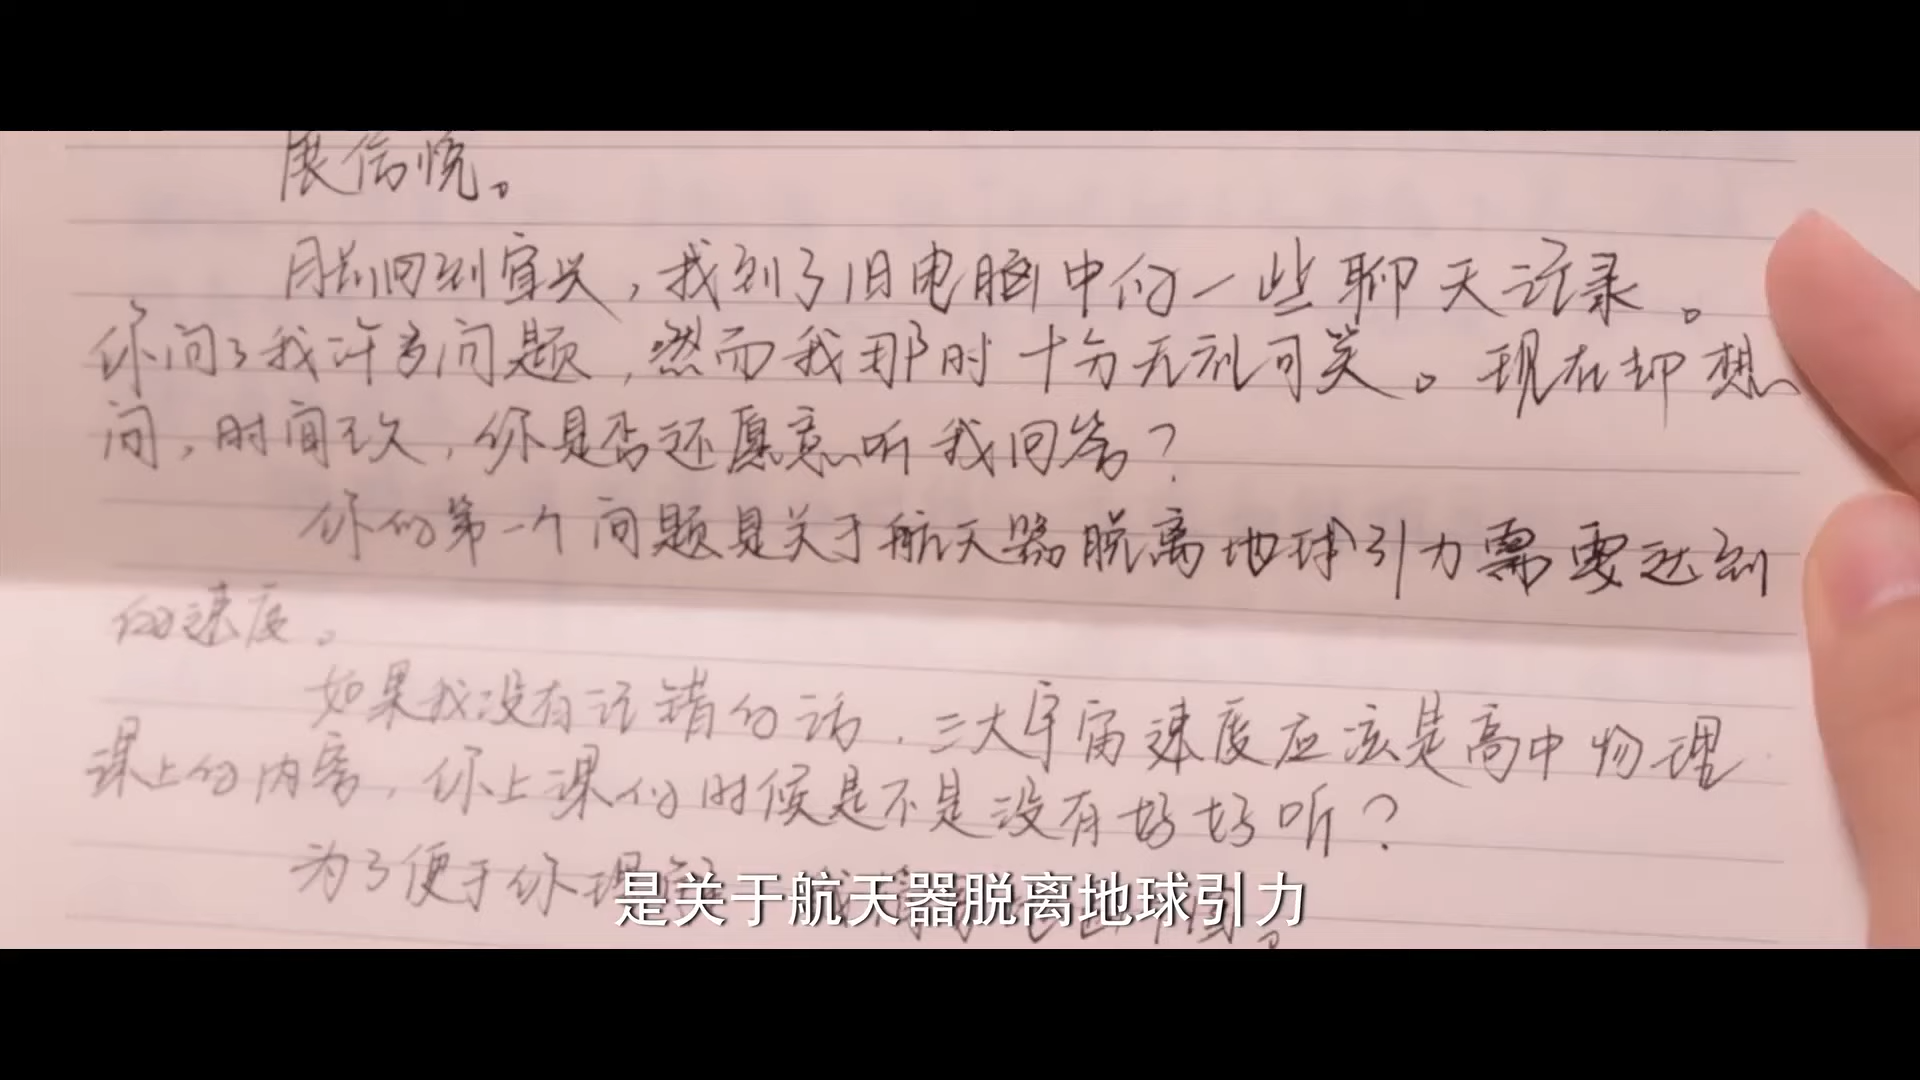 展信悦。
月前回到宜兴，找到了旧电脑中的一些聊天记录。
你问了我许多问题，然而我那时十分无礼可笑。现在却想
问，时间至久，你是否还愿意听我回答？
你的第一个问题是关于航天器脱离地球引力需要达到
的速度。
如果我没有记错的话，三大宇宙速度应该是高中物理
课上的内容，你上课的时候是不是没有好好听？
为了便于你理
是关于航天器脱离地球引力